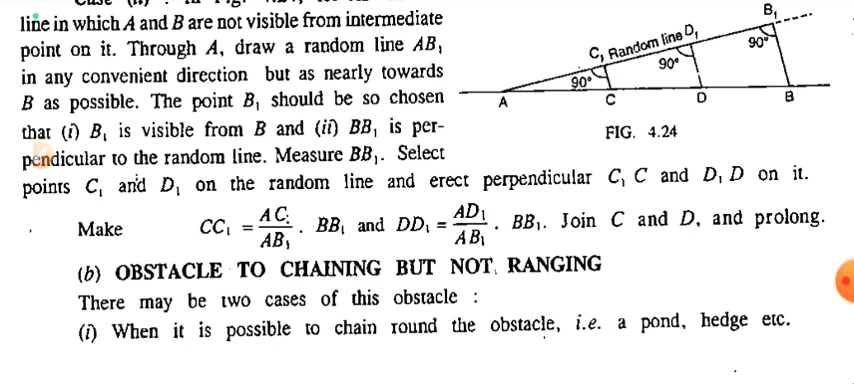 line in which A and B are not visible from intermediate
point on it. Through A, draw a random line AB₁
in any convenient direction but as nearly towards
B as possible. The point B₁ should be so chosen
that (i) B₁ is visible from B and (ii) BB₁ is per-
pendicular to the random line. Measure BB₁. Select
points C₁ and D₁ on the random line and erect perpendicular C₁ C and D₁ D on it.
C₁ Random line D₁
B₁
90°
90°
90°
A
C
D
B
FIG. 4.24
Make CC₁ = AC₁/AB₁ . BB₁ and DD₁ = AD₁/AB₁ . BB₁. Join C and D, and prolong.
(b) OBSTACLE TO CHAINING BUT NOT RANGING
There may be two cases of this obstacle :
(i) When it is possible to chain round the obstacle, i.e. a pond, hedge etc.